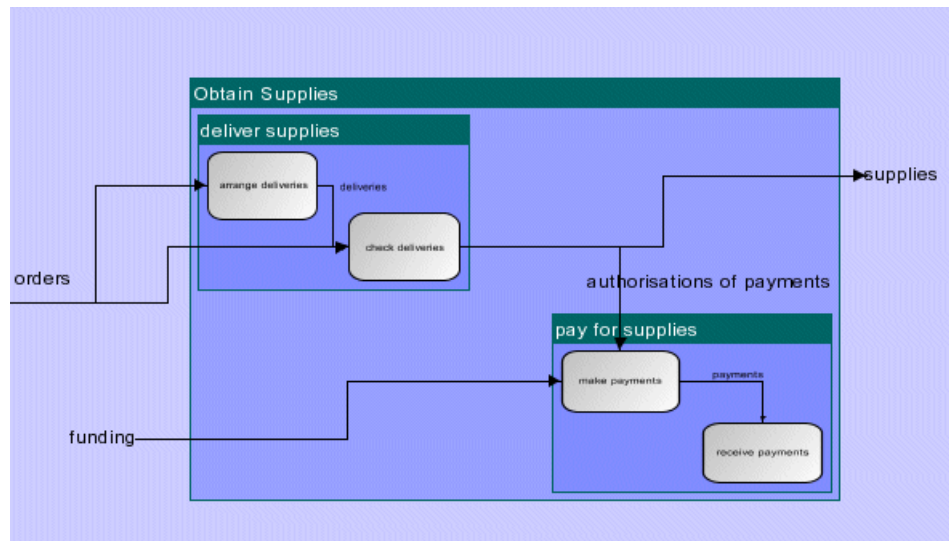 Obtain Supplies
deliver supplies
arrange deliveries
deliveries
supplies
check deliveries
orders
authorisations of payments
pay for supplies
make payments
payments
funding
receive payments